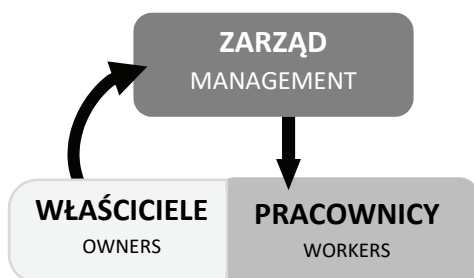 ZARZĄD
MANAGEMENT
WŁAŚCICIELE
OWNERS
PRACOWNICY
WORKERS